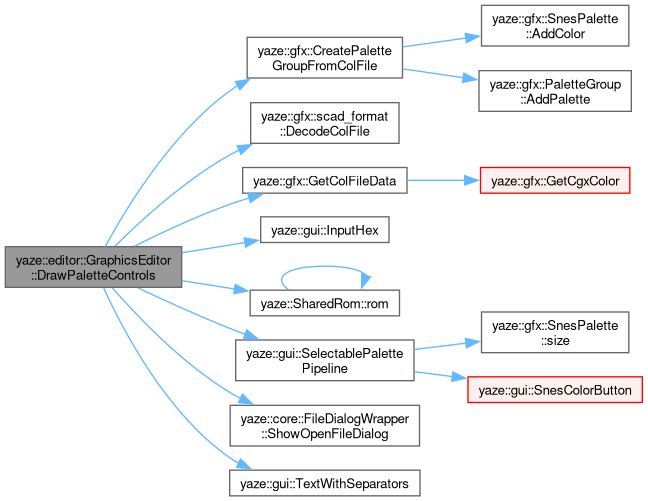 yaze::editor::GraphicsEditor
::DrawPaletteControls
yaze::gfx::CreatePalette
GroupFromColFile
yaze::gfx::SnesPalette
::AddColor
yaze::gfx::PaletteGroup
::AddPalette
yaze::gfx::scad_format
::DecodeColFile
yaze::gfx::GetColFileData
yaze::gfx::GetCgxColor
yaze::gui::InputHex
yaze::SharedRom::rom
yaze::gui::SelectablePalette
Pipeline
yaze::gfx::SnesPalette
::size
yaze::gui::SnesColorButton
yaze::core::FileDialogWrapper
::ShowOpenFileDialog
yaze::gui::TextWithSeparators